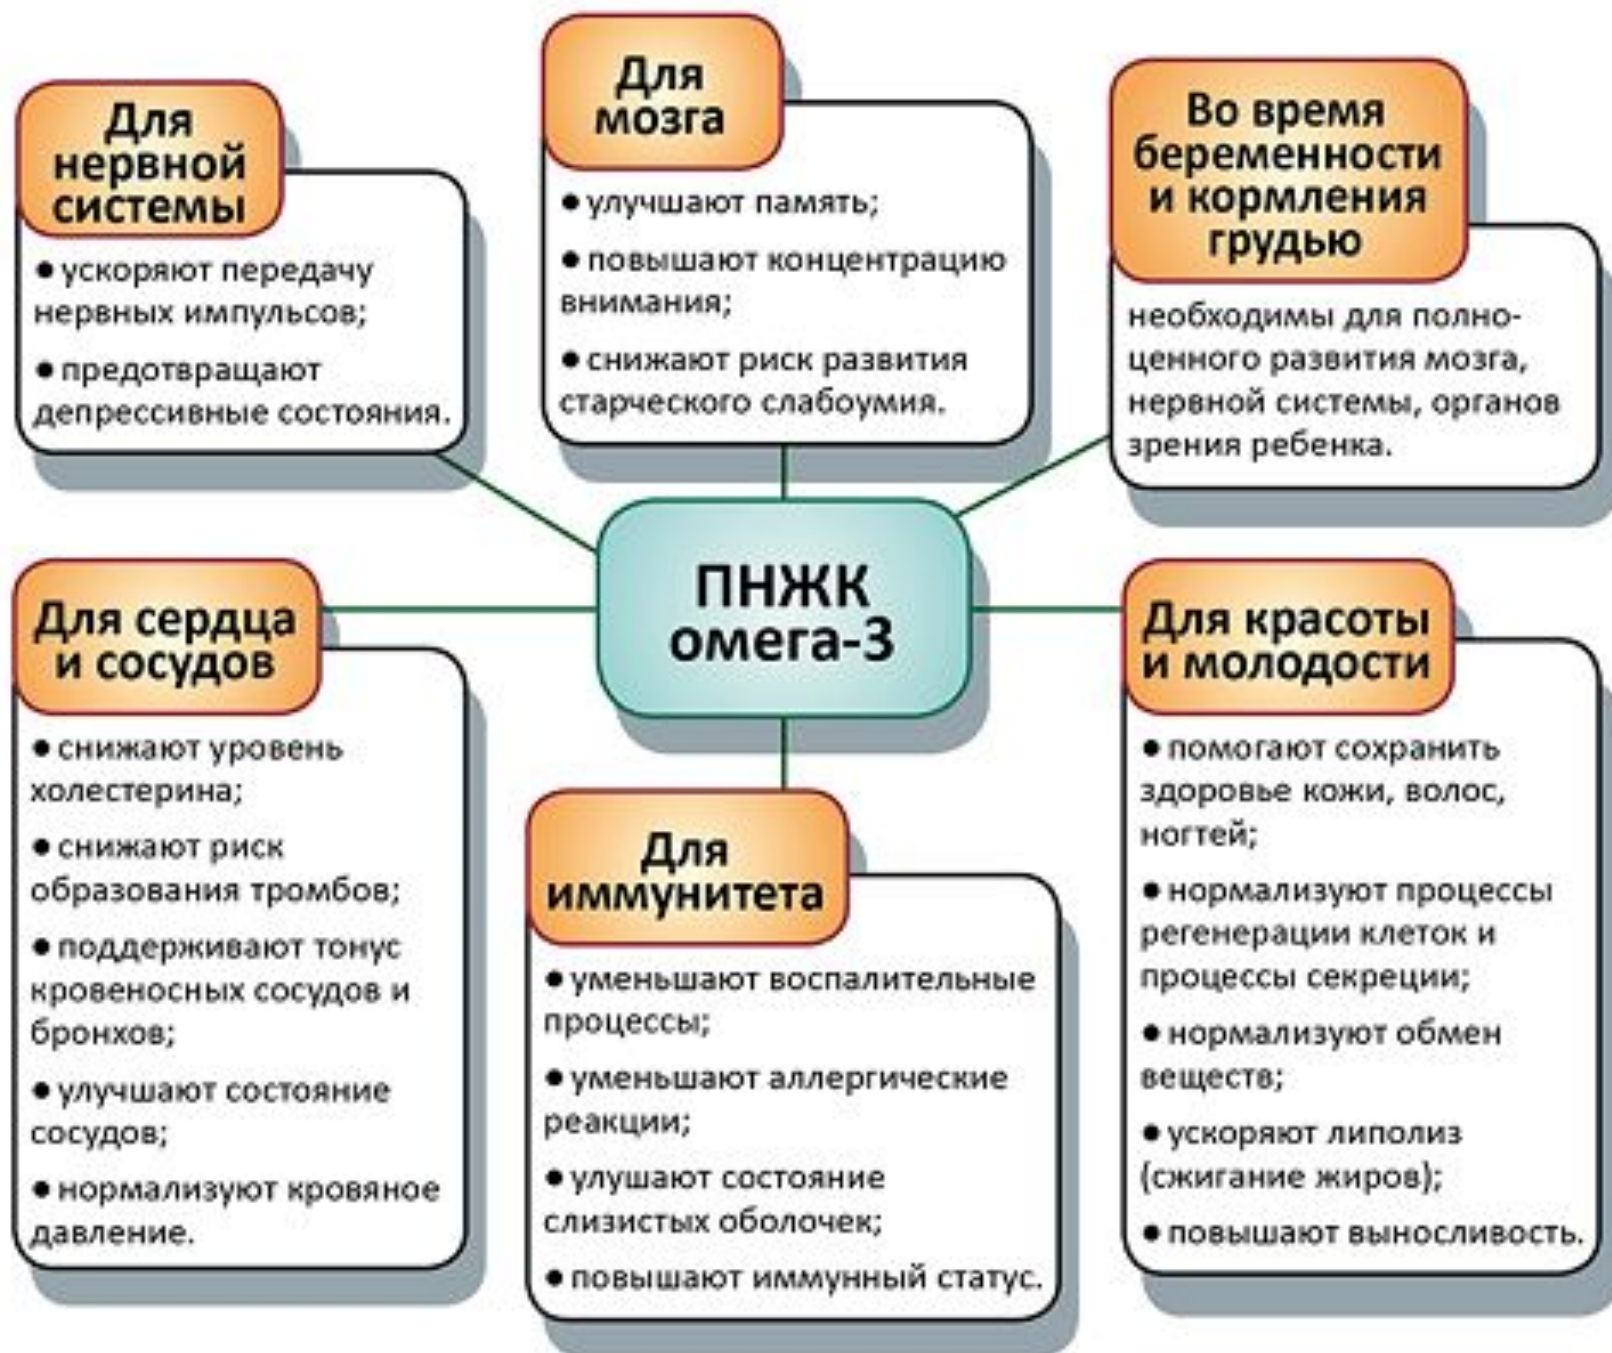 Для
нервной
системы
● ускоряют передачу
нервных импульсов;
● предотвращают
депрессивные состояния.
Для
мозга
● улучшают память;
● повышают концентрацию
внимания;
● снижают риск развития
старческого слабоумия.
Во время
беременности
и кормления
грудью
необходимы для полно-
ценного развития мозга,
нервной системы, органов
зрения ребенка.
ПНЖК
омега-3
Для сердца
и сосудов
● снижают уровень
холестерина;
● снижают риск
образования тромбов;
● поддерживают тонус
кровеносных сосудов и
бронхов;
● улучшают состояние
сосудов;
● нормализуют кровяное
давление.
Для
иммунитета
● уменьшают воспалительные
процессы;
● уменьшают аллергические
реакции;
● улушают состояние
слизистых оболочек;
● повышают иммунный статус.
Для красоты
и молодости
● помогают сохранить
здоровье кожи, волос,
ногтей;
● нормализуют процессы
регенерации клеток и
процессы секреции;
● нормализуют обмен
веществ;
● ускоряют липолиз
(сжигание жиров);
● повышают выносливость.